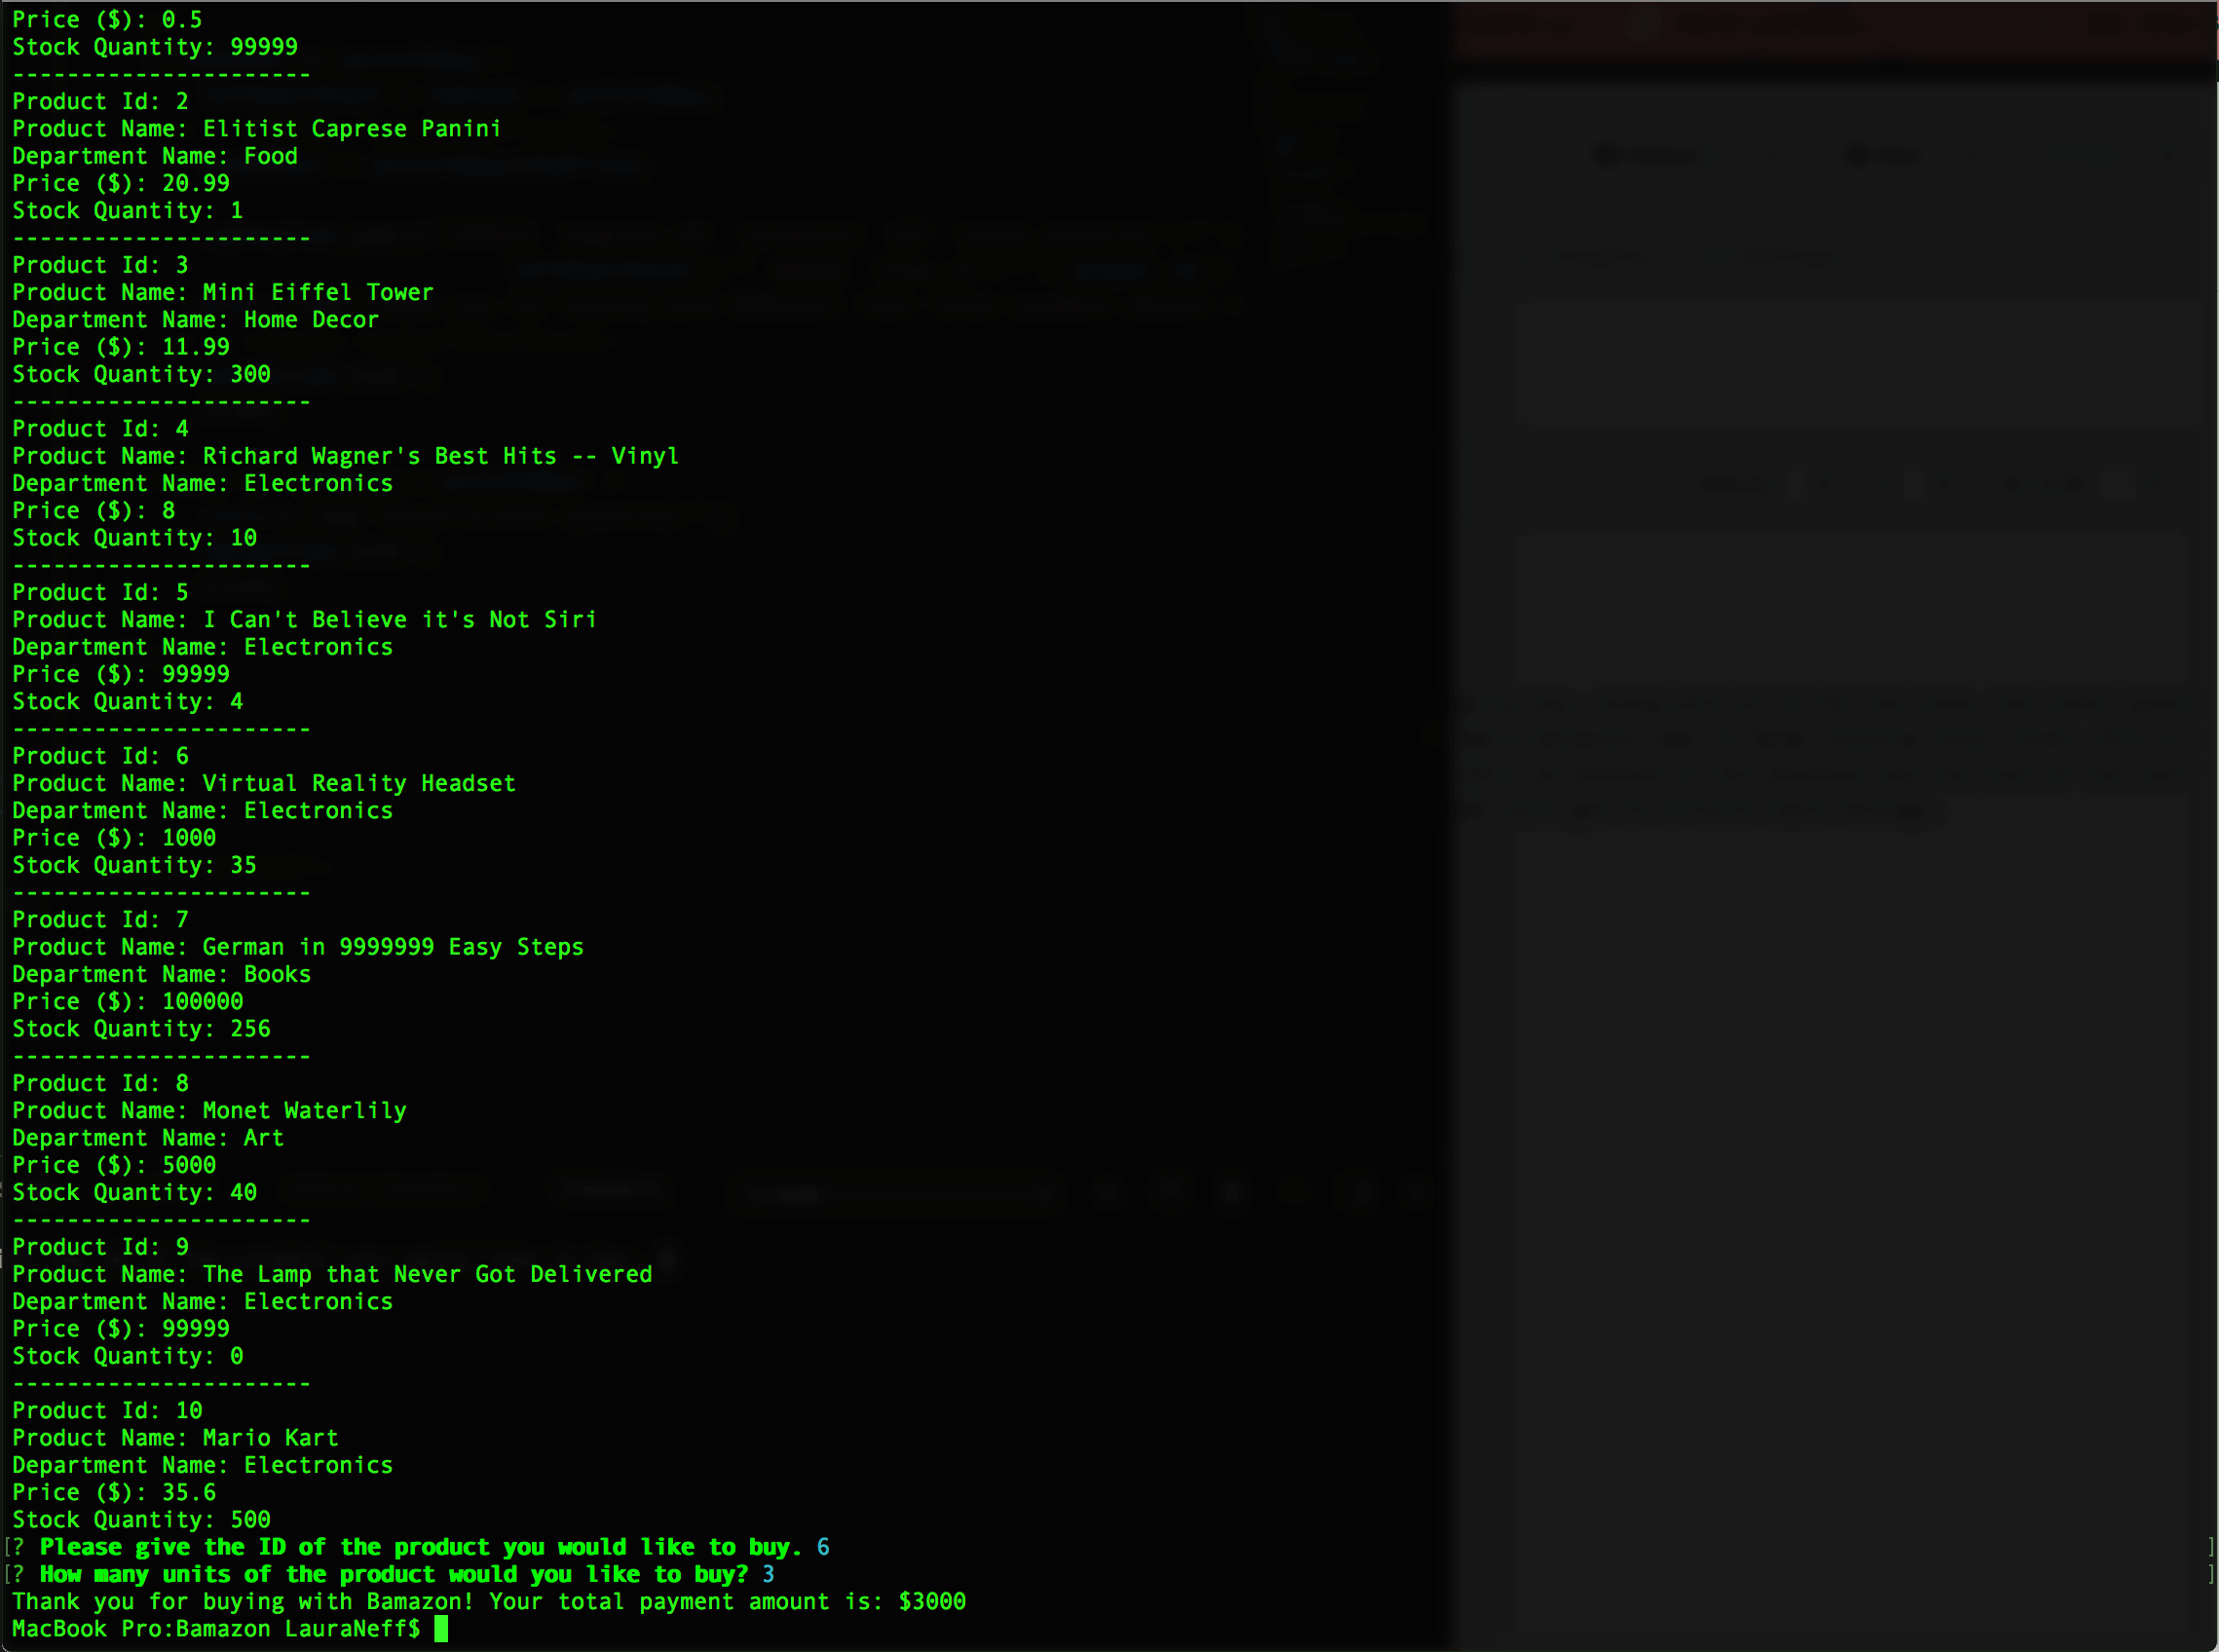 Price ($): 0.5
Stock Quantity: 99999
----------------------
Product Id: 2
Product Name: Elitist Caprese Panini
Department Name: Food
Price ($): 20.99
Stock Quantity: 1
----------------------
Product Id: 3
Product Name: Mini Eiffel Tower
Department Name: Home Decor
Price ($): 11.99
Stock Quantity: 300
----------------------
Product Id: 4
Product Name: Richard Wagner's Best Hits -- Vinyl
Department Name: Electronics
Price ($): 8
Stock Quantity: 10
----------------------
Product Id: 5
Product Name: I Can't Believe it's Not Siri
Department Name: Electronics
Price ($): 99999
Stock Quantity: 4
----------------------
Product Id: 6
Product Name: Virtual Reality Headset
Department Name: Electronics
Price ($): 1000
Stock Quantity: 35
----------------------
Product Id: 7
Product Name: German in 9999999 Easy Steps
Department Name: Books
Price ($): 100000
Stock Quantity: 256
----------------------
Product Id: 8
Product Name: Monet Waterlily
Department Name: Art
Price ($): 5000
Stock Quantity: 40
----------------------
Product Id: 9
Product Name: The Lamp that Never Got Delivered
Department Name: Electronics
Price ($): 99999
Stock Quantity: 0
----------------------
Product Id: 10
Product Name: Mario Kart
Department Name: Electronics
Price ($): 35.6
Stock Quantity: 500
[? Please give the ID of the product you would like to buy. 6 ]
[? How many units of the product would you like to buy? 3 ]
Thank you for buying with Bamazon! Your total payment amount is: $3000
MacBook Pro:Bamazon LauraNeff$